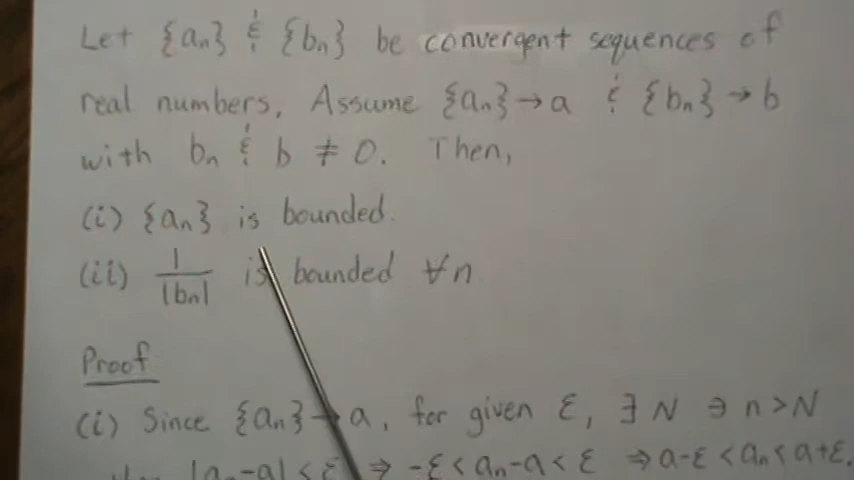 Let {aₙ} & {bₙ} be convergent sequences of
real numbers. Assume {aₙ}→a & {bₙ}→b
with bₙ & b ≠ 0. Then,
(i) {aₙ} is bounded.
(ii) 1/|bₙ| is bounded ∀n
Proof
(i) Since {aₙ}→a, for given ε, ∃ N ∋ n>N
|aₙ-a|<ε ⇒ -ε<aₙ-a<ε ⇒ a-ε<aₙ<a+ε.